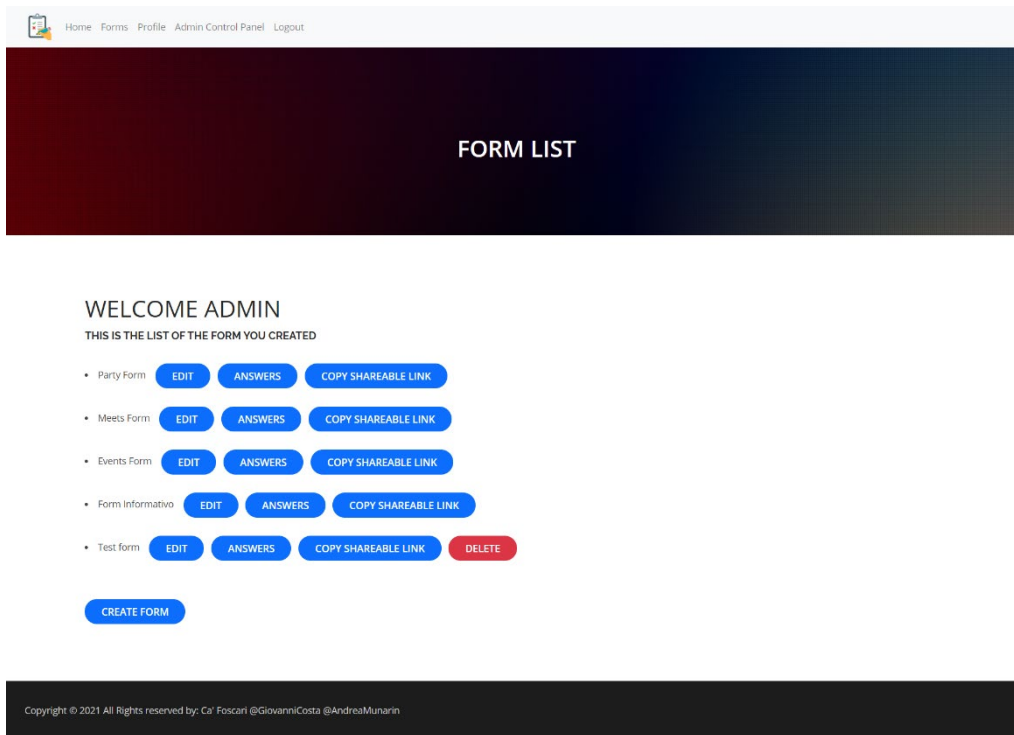 Home Forms Profile Admin Control Panel Logout
FORM LIST
WELCOME ADMIN
THIS IS THE LIST OF THE FORM YOU CREATED
• Party Form EDIT ANSWERS COPY SHAREABLE LINK
• Meets Form EDIT ANSWERS COPY SHAREABLE LINK
• Events Form EDIT ANSWERS COPY SHAREABLE LINK
• Form Informativo EDIT ANSWERS COPY SHAREABLE LINK
• Test form EDIT ANSWERS COPY SHAREABLE LINK DELETE
CREATE FORM
Copyright © 2021 All Rights reserved by: Ca' Foscari @GiovanniCosta @AndreaMunarin